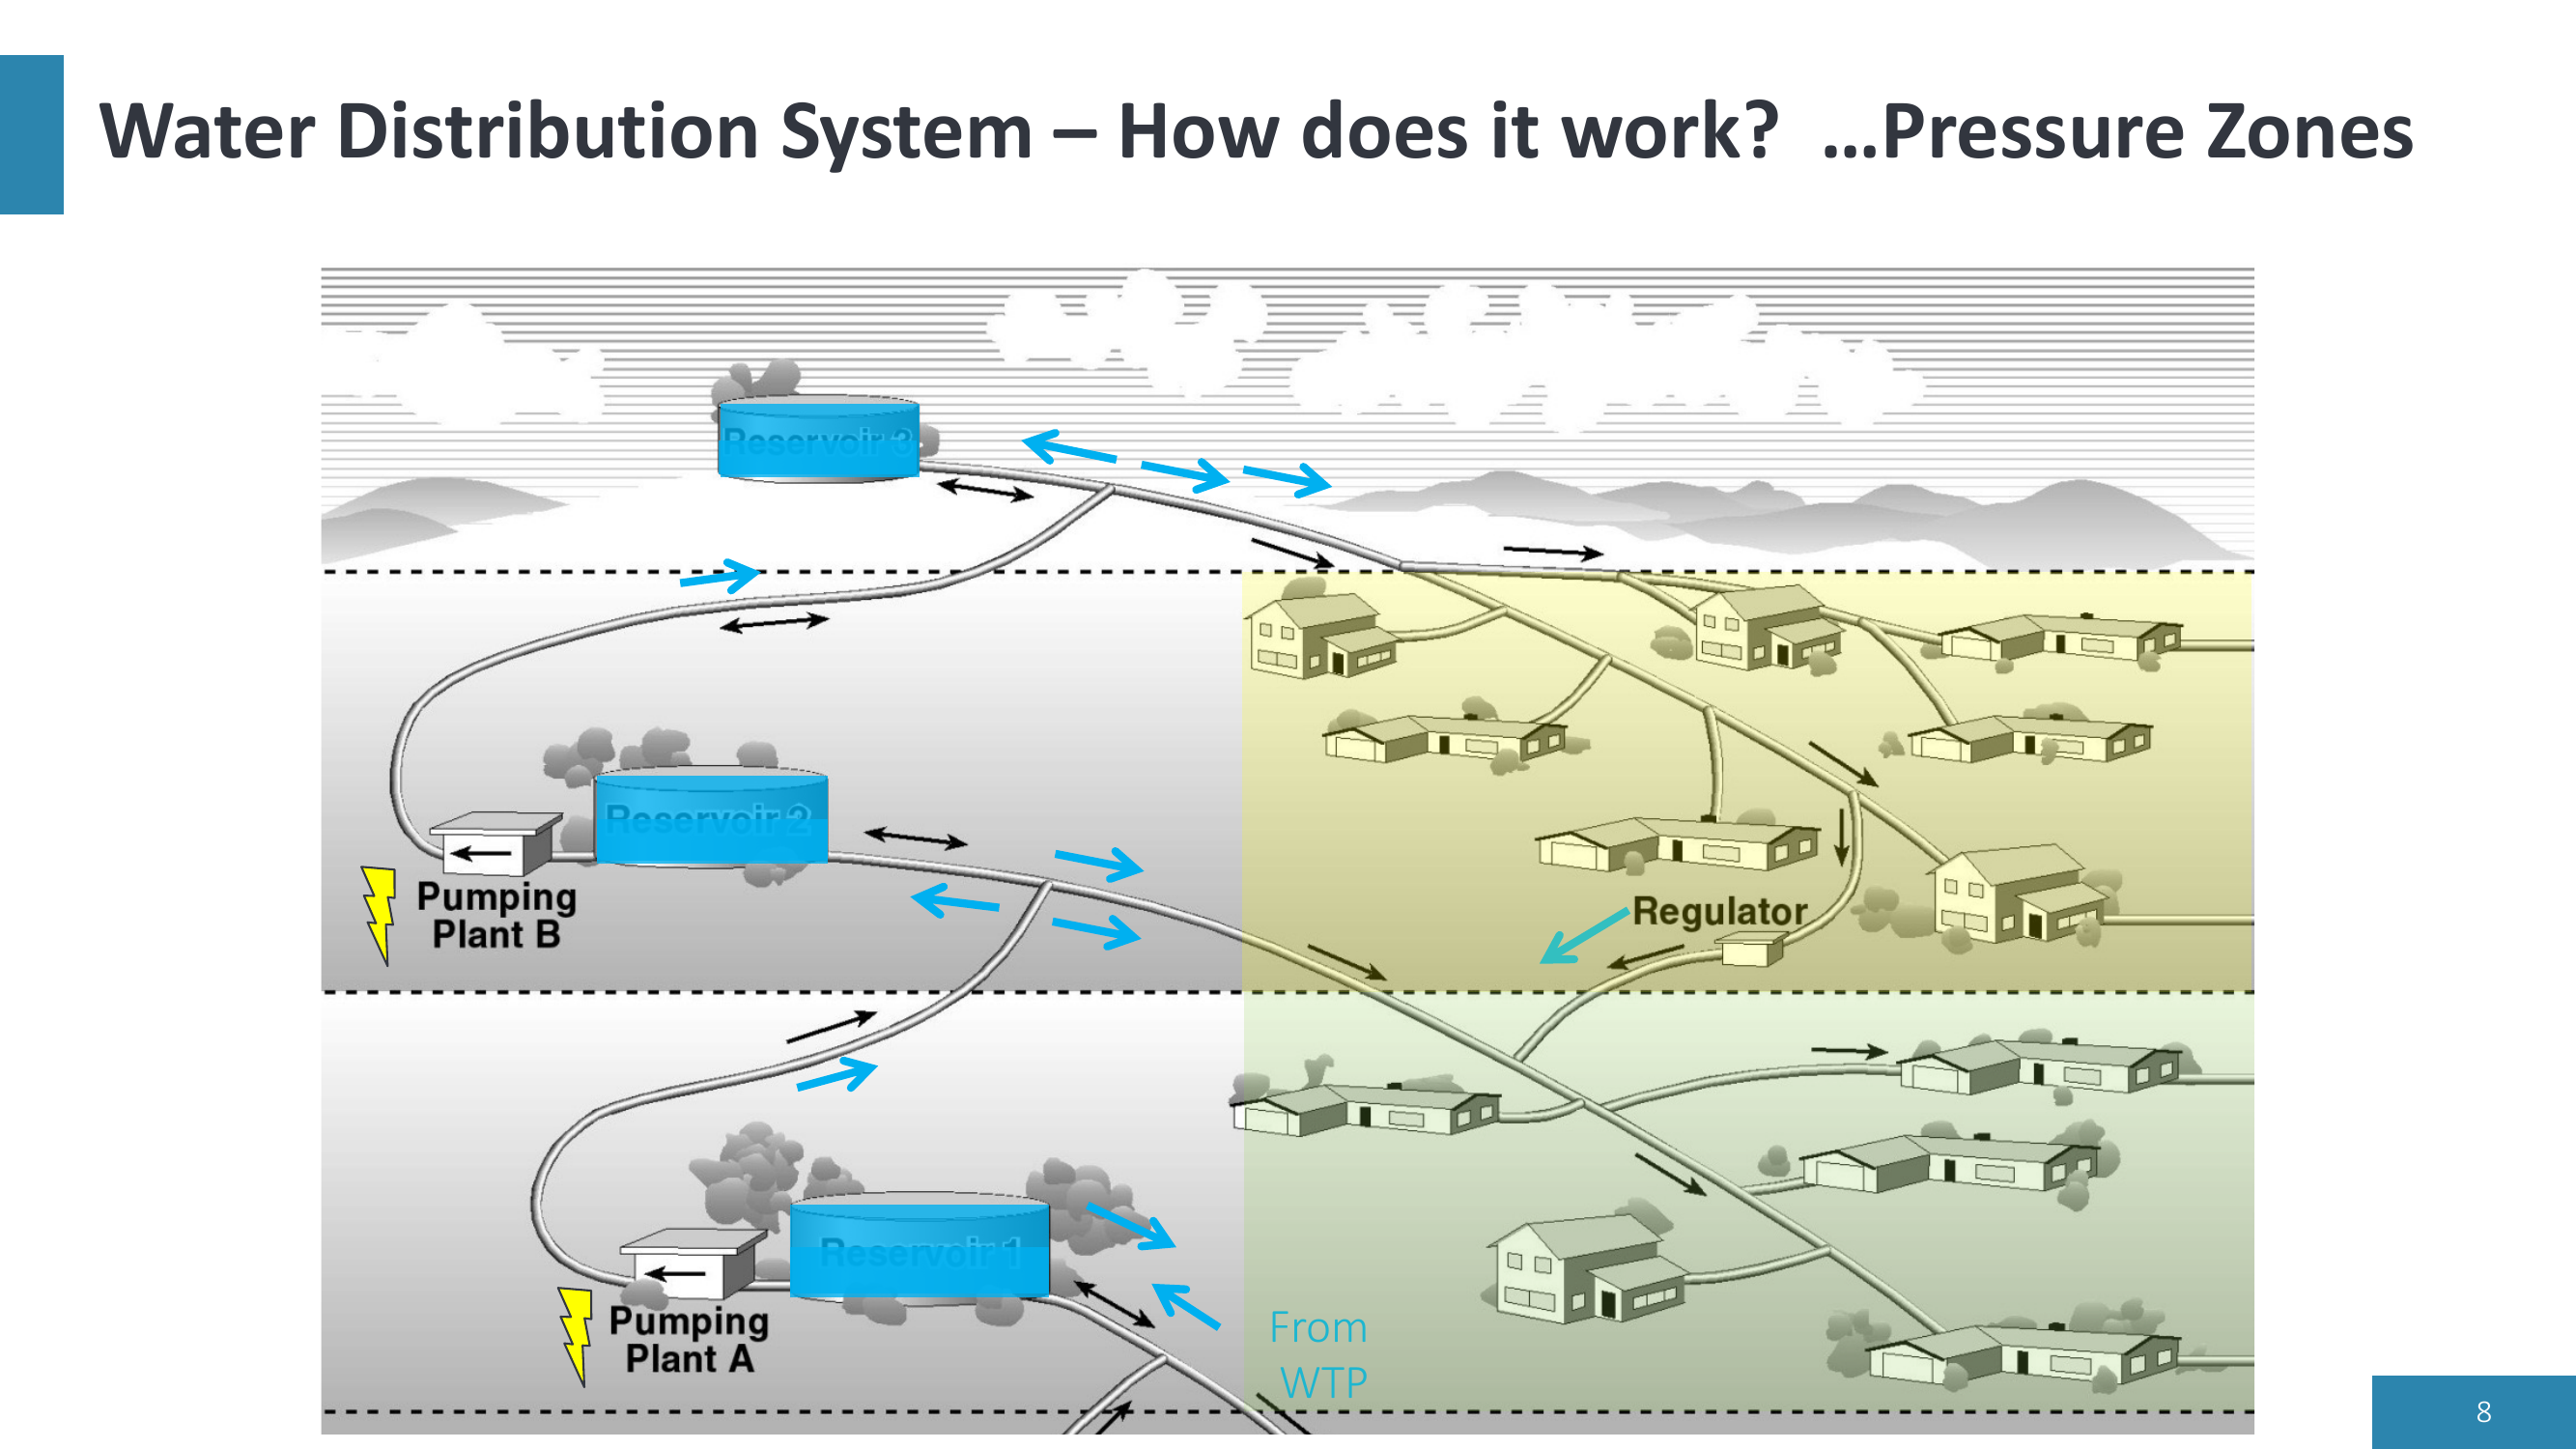 Water Distribution System – How does it work?  …Pressure Zones
Reservoir 3
Reservoir 2
Pumping
Plant B
Regulator
Reservoir 1
Pumping
Plant A
From
WTP
8